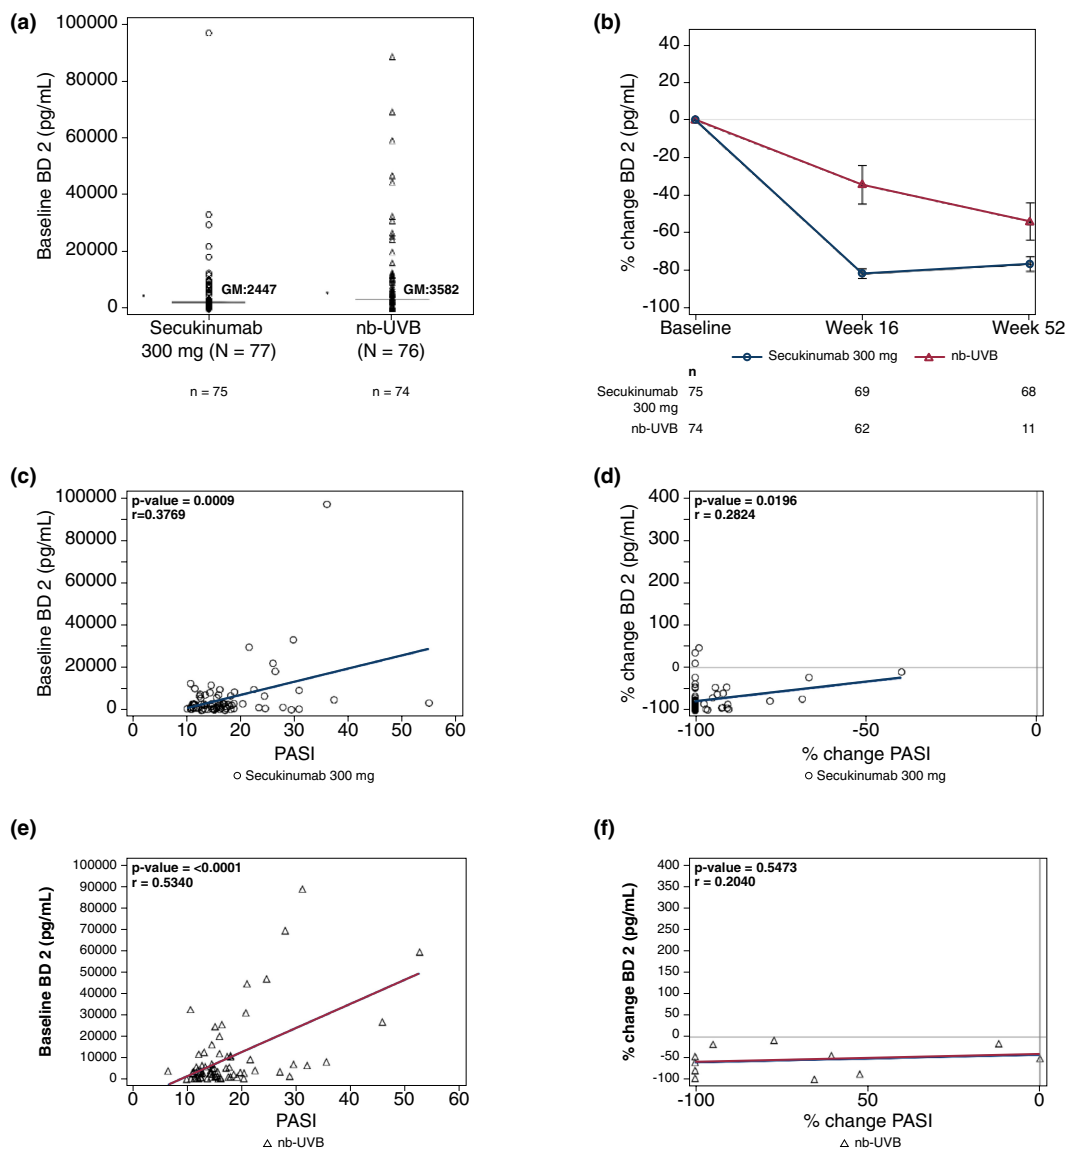 (a)
Baseline BD 2 (pg/mL)
100000
80000
60000
40000
20000
0
GM:2447
GM:3582
Secukinumab
300 mg (N = 77)
nb-UVB
(N = 76)
n = 75
n = 74
(b)
% change BD 2 (pg/mL)
40
20
0
-20
-40
-60
-80
-100
Baseline
Week 16
Week 52
Secukinumab 300 mg
nb-UVB
n
Secukinumab 75 69 68
300 mg
nb-UVB 74 62 11
(c)
Baseline BD 2 (pg/mL)
100000
80000
60000
40000
20000
0
p-value = 0.0009
r=0.3769
0 10 20 30 40 50 60
PASI
Secukinumab 300 mg
(d)
% change BD 2 (pg/mL)
400
300
200
100
0
-100
p-value = 0.0196
r = 0.2824
-100 -50 0
% change PASI
Secukinumab 300 mg
(e)
Baseline BD 2 (pg/mL)
100000
90000
80000
70000
60000
50000
40000
30000
20000
10000
0
p-value = <0.0001
r = 0.5340
0 10 20 30 40 50 60
PASI
nb-UVB
(f)
% change BD 2 (pg/mL)
400
350
300
250
200
150
100
50
0
-50
-100
p-value = 0.5473
r = 0.2040
-100 50 0
% change PASI
nb-UVB